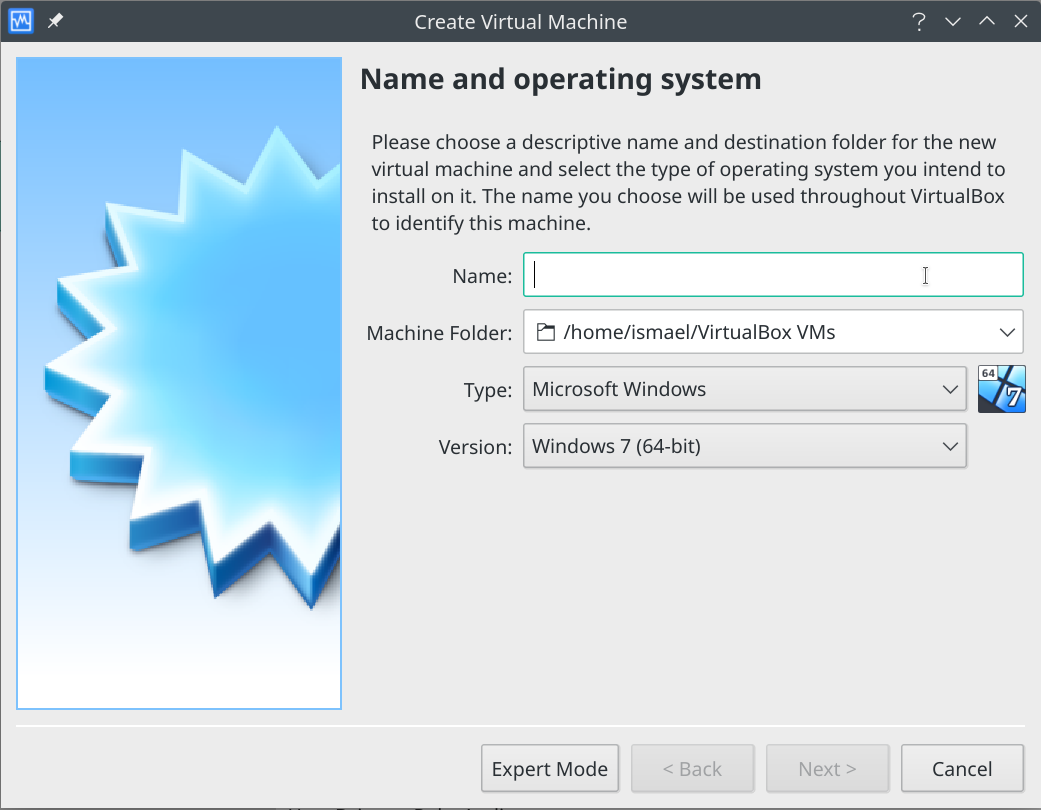 Create Virtual Machine
Name and operating system
Please choose a descriptive name and destination folder for the new
virtual machine and select the type of operating system you intend to
install on it. The name you choose will be used throughout VirtualBox
to identify this machine.
Name:
Machine Folder: /home/ismael/VirtualBox VMs
Type: Microsoft Windows 64 7
Version: Windows 7 (64-bit)
Expert Mode < Back Next > Cancel